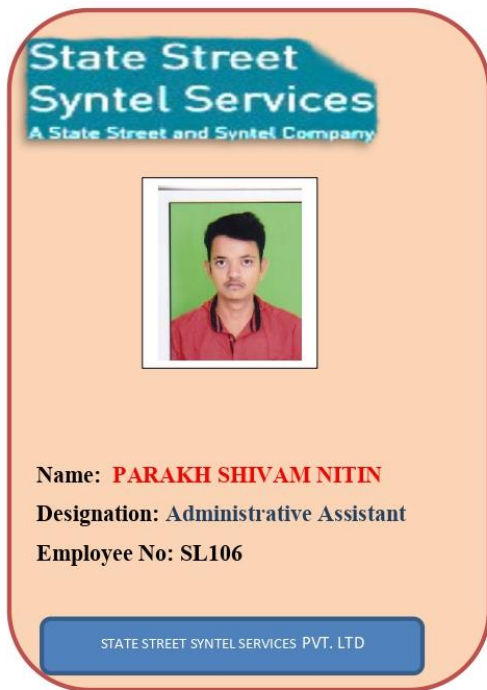 State Street
Syntel Services
A State Street and Syntel Company
Name: PARAKH SHIVAM NITIN
Designation: Administrative Assistant
Employee No: SL106
STATE STREET SYNTEL SERVICES PVT. LTD